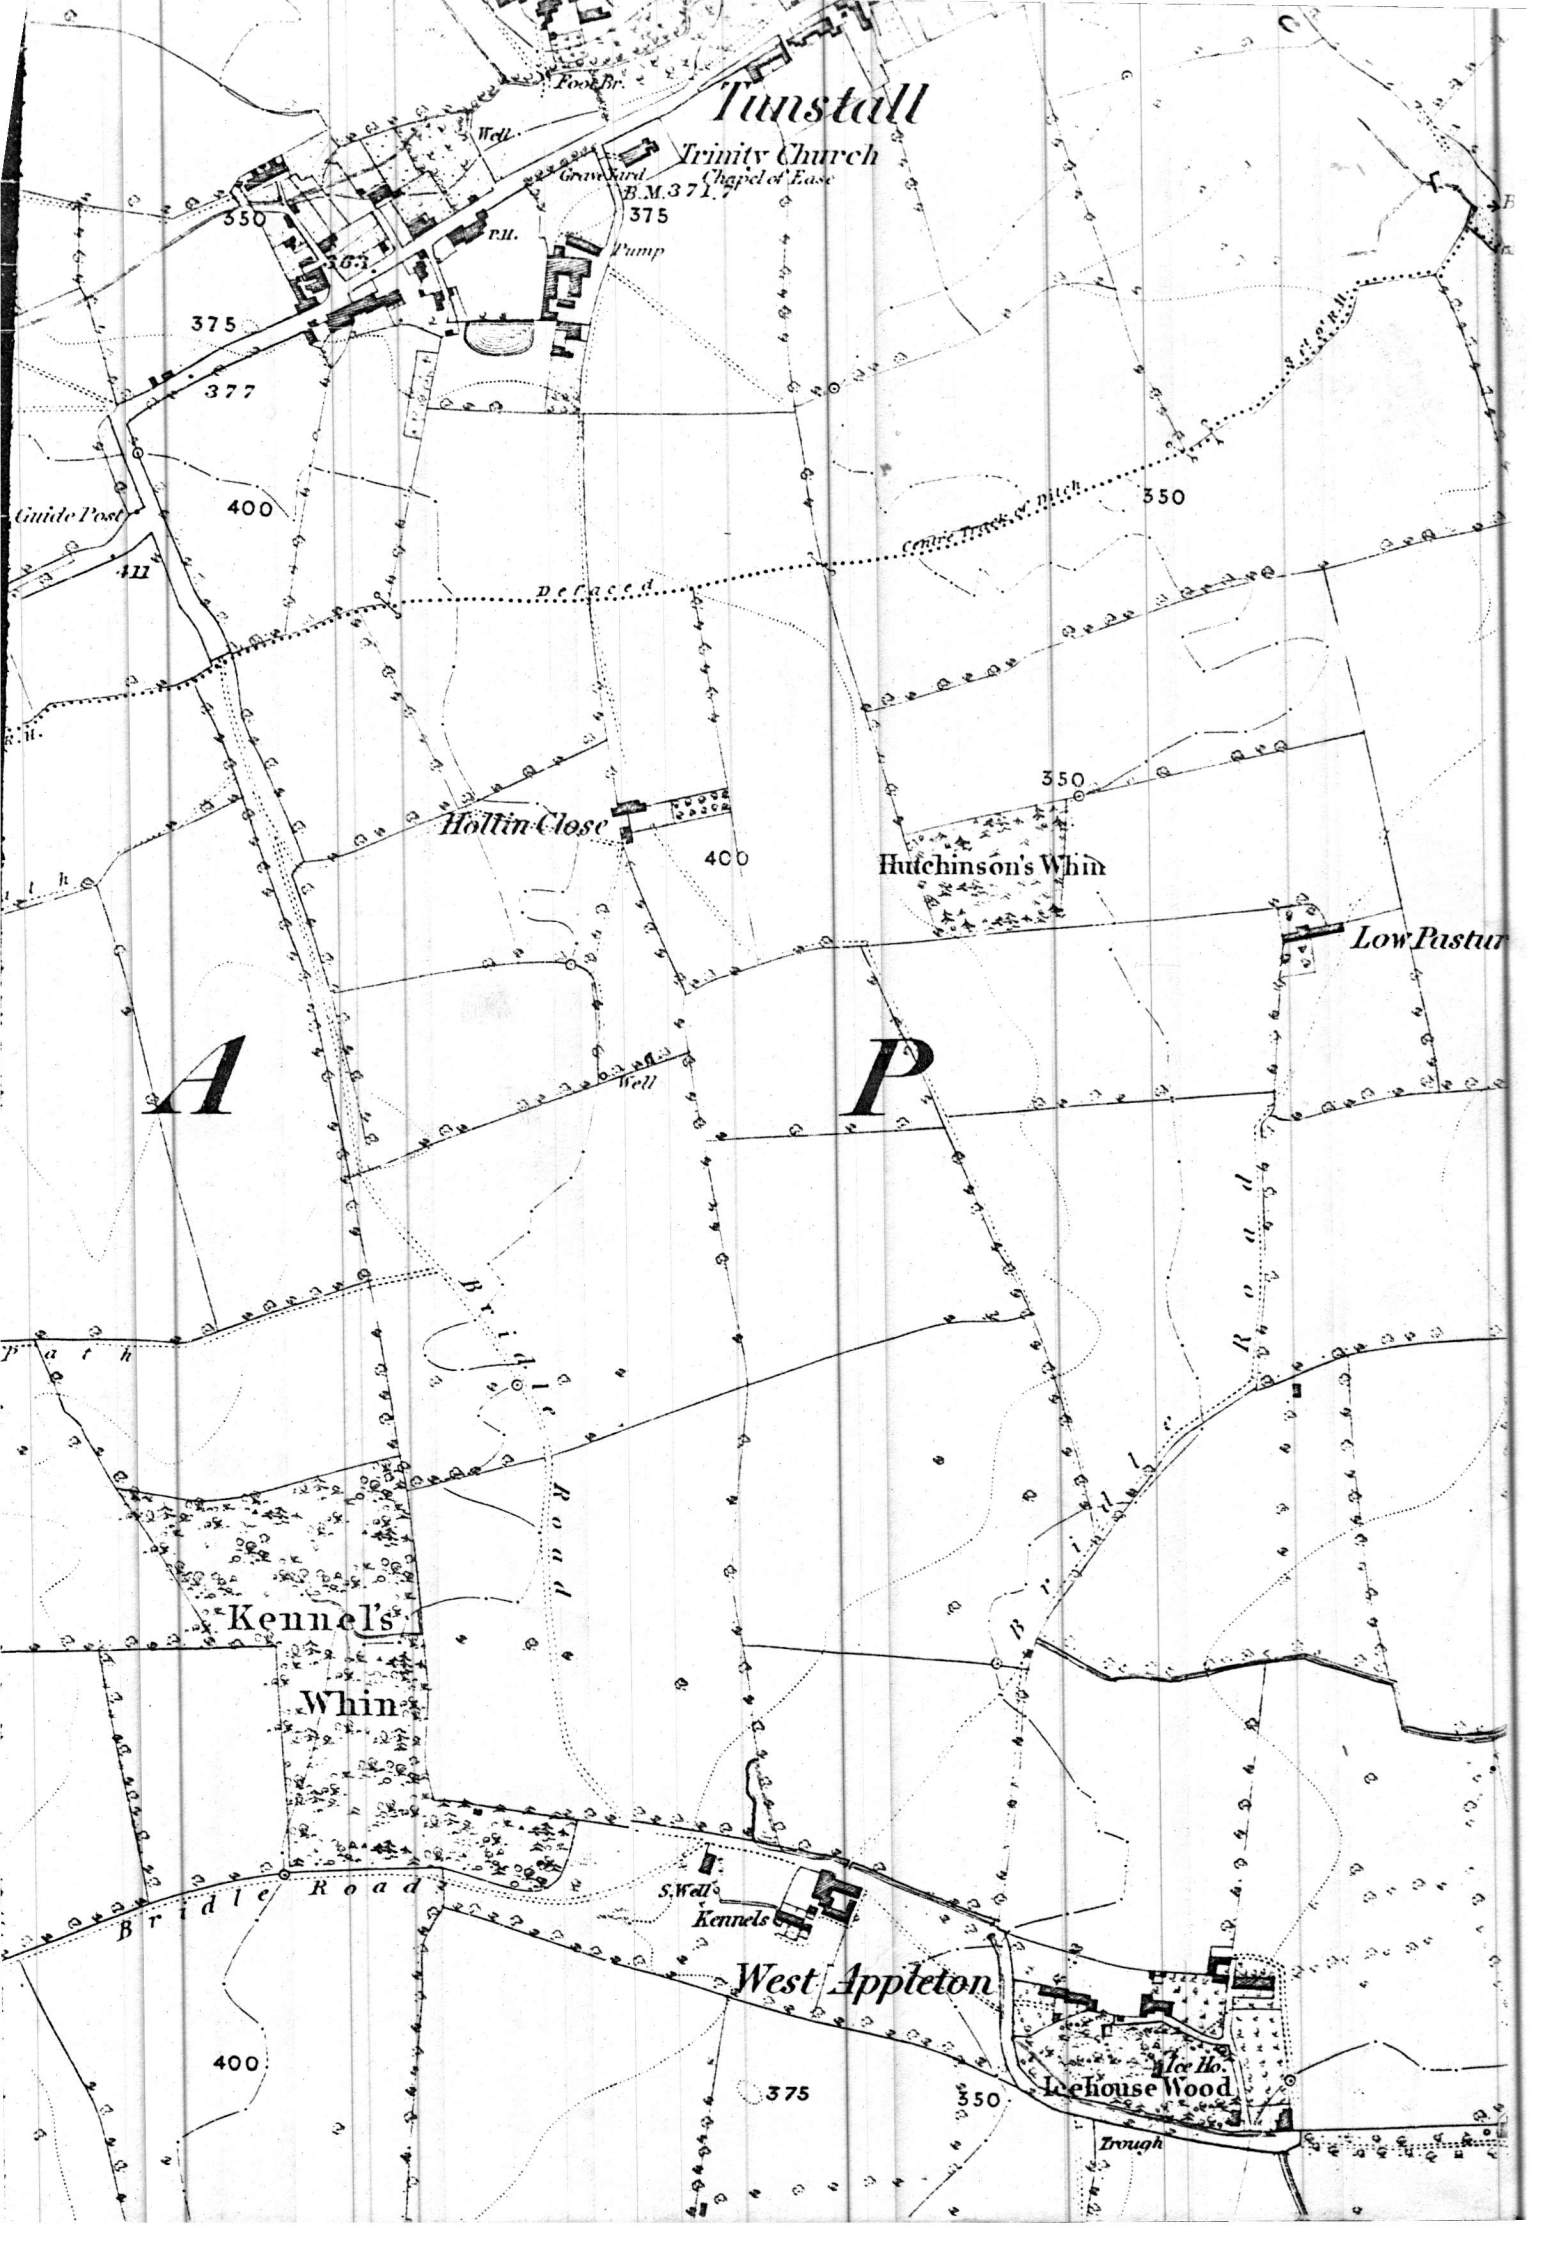 Foot Br.
Tunstall
Well
Trinity Church
Chapel of Ease
Grave Yard
B.M. 371.7
350
375
P.H.
363
Pump
375
377
400
Guide Post
411
350
Centre Track of Ditch
Defaced
R.H.
350
Hollin Close
400
Hutchinson's Whin
Low Pastur
A
P
Well
Bridle Road
Path
Bridle Road
Kennel's
Whin
Bridle Road
S. Well
Kennels
West Appleton
400
375
350
Ice Ho.
Icehouse Wood
Trough